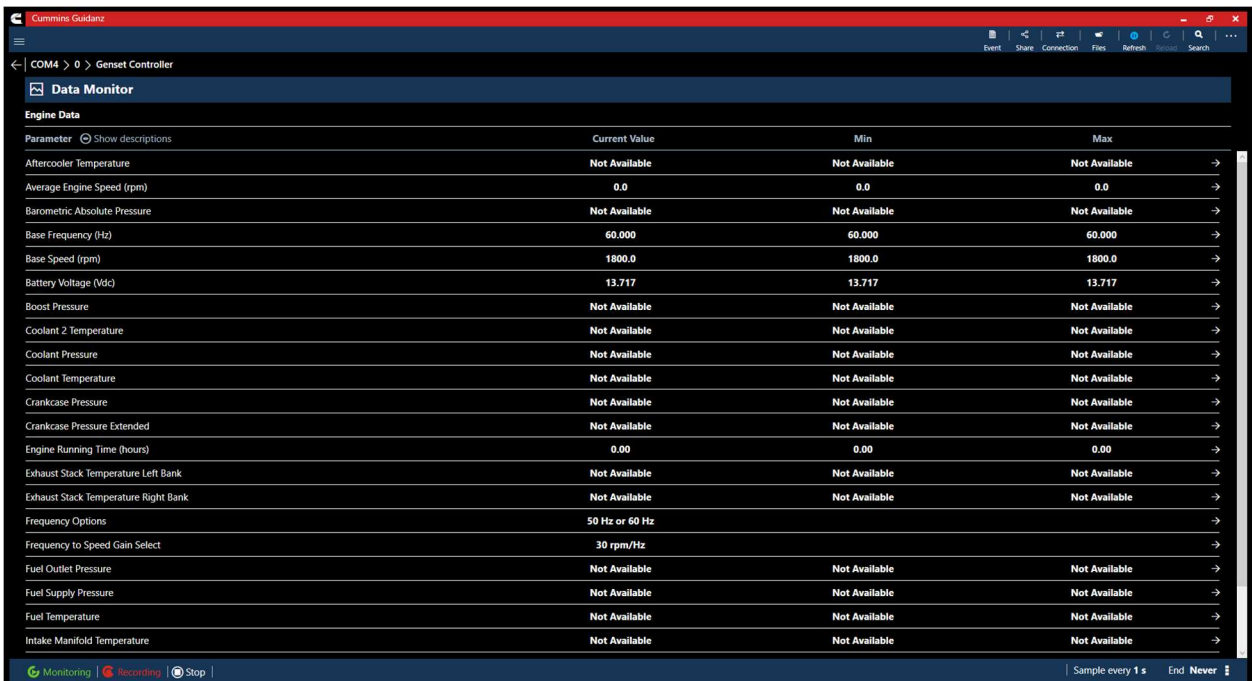 Cummins Guidanz
Event Share Connection Files Refresh Reload Search
COM4 > 0 > Genset Controller
Data Monitor
Engine Data
Parameter Show descriptions Current Value Min Max
Aftercooler Temperature Not Available Not Available Not Available
Average Engine Speed (rpm) 0.0 0.0 0.0
Barometric Absolute Pressure Not Available Not Available Not Available
Base Frequency (Hz) 60.000 60.000 60.000
Base Speed (rpm) 1800.0 1800.0 1800.0
Battery Voltage (Vdc) 13.717 13.717 13.717
Boost Pressure Not Available Not Available Not Available
Coolant 2 Temperature Not Available Not Available Not Available
Coolant Pressure Not Available Not Available Not Available
Coolant Temperature Not Available Not Available Not Available
Crankcase Pressure Not Available Not Available Not Available
Crankcase Pressure Extended Not Available Not Available Not Available
Engine Running Time (hours) 0.00 0.00 0.00
Exhaust Stack Temperature Left Bank Not Available Not Available Not Available
Exhaust Stack Temperature Right Bank Not Available Not Available Not Available
Frequency Options 50 Hz or 60 Hz
Frequency to Speed Gain Select 30 rpm/Hz
Fuel Outlet Pressure Not Available Not Available Not Available
Fuel Supply Pressure Not Available Not Available Not Available
Fuel Temperature Not Available Not Available Not Available
Intake Manifold Temperature Not Available Not Available Not Available
Monitoring Recording Stop Sample every 1 s End Never